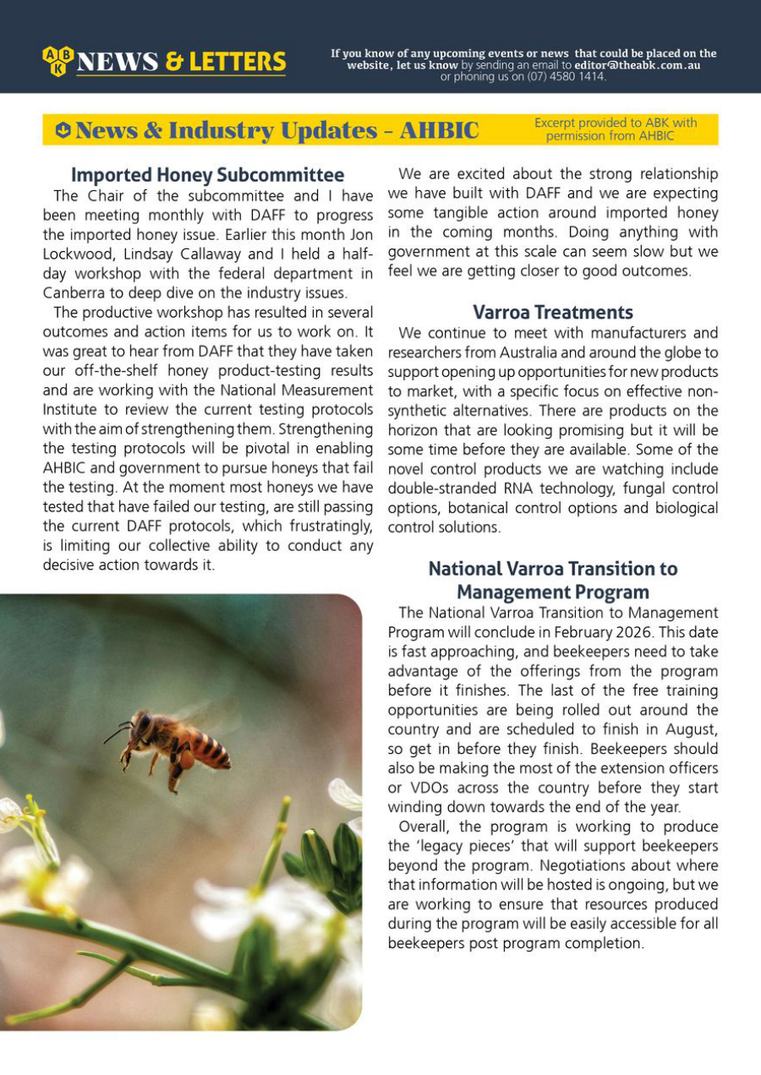 A B K
NEWS & LETTERS
If you know of any upcoming events or news that could be placed on the
website, let us know by sending an email to editor@theabk.com.au
or phoning us on (07) 4580 1414.
News & Industry Updates - AHBIC
Excerpt provided to ABK with
permission from AHBIC
Imported Honey Subcommittee
The Chair of the subcommittee and I have
been meeting monthly with DAFF to progress
the imported honey issue. Earlier this month Jon
Lockwood, Lindsay Callaway and I held a half-
day workshop with the federal department in
Canberra to deep dive on the industry issues.
The productive workshop has resulted in several
outcomes and action items for us to work on. It
was great to hear from DAFF that they have taken
our off-the-shelf honey product-testing results
and are working with the National Measurement
Institute to review the current testing protocols
with the aim of strengthening them. Strengthening
the testing protocols will be pivotal in enabling
AHBIC and government to pursue honeys that fail
the testing. At the moment most honeys we have
tested that have failed our testing, are still passing
the current DAFF protocols, which frustratingly,
is limiting our collective ability to conduct any
decisive action towards it.
We are excited about the strong relationship
we have built with DAFF and we are expecting
some tangible action around imported honey
in the coming months. Doing anything with
government at this scale can seem slow but we
feel we are getting closer to good outcomes.
Varroa Treatments
We continue to meet with manufacturers and
researchers from Australia and around the globe to
support opening up opportunities for new products
to market, with a specific focus on effective non-
synthetic alternatives. There are products on the
horizon that are looking promising but it will be
some time before they are available. Some of the
novel control products we are watching include
double-stranded RNA technology, fungal control
options, botanical control options and biological
control solutions.
National Varroa Transition to
Management Program
The National Varroa Transition to Management
Program will conclude in February 2026. This date
is fast approaching, and beekeepers need to take
advantage of the offerings from the program
before it finishes. The last of the free training
opportunities are being rolled out around the
country and are scheduled to finish in August,
so get in before they finish. Beekeepers should
also be making the most of the extension officers
or VDOs across the country before they start
winding down towards the end of the year.
Overall, the program is working to produce
the ‘legacy pieces’ that will support beekeepers
beyond the program. Negotiations about where
that information will be hosted is ongoing, but we
are working to ensure that resources produced
during the program will be easily accessible for all
beekeepers post program completion.